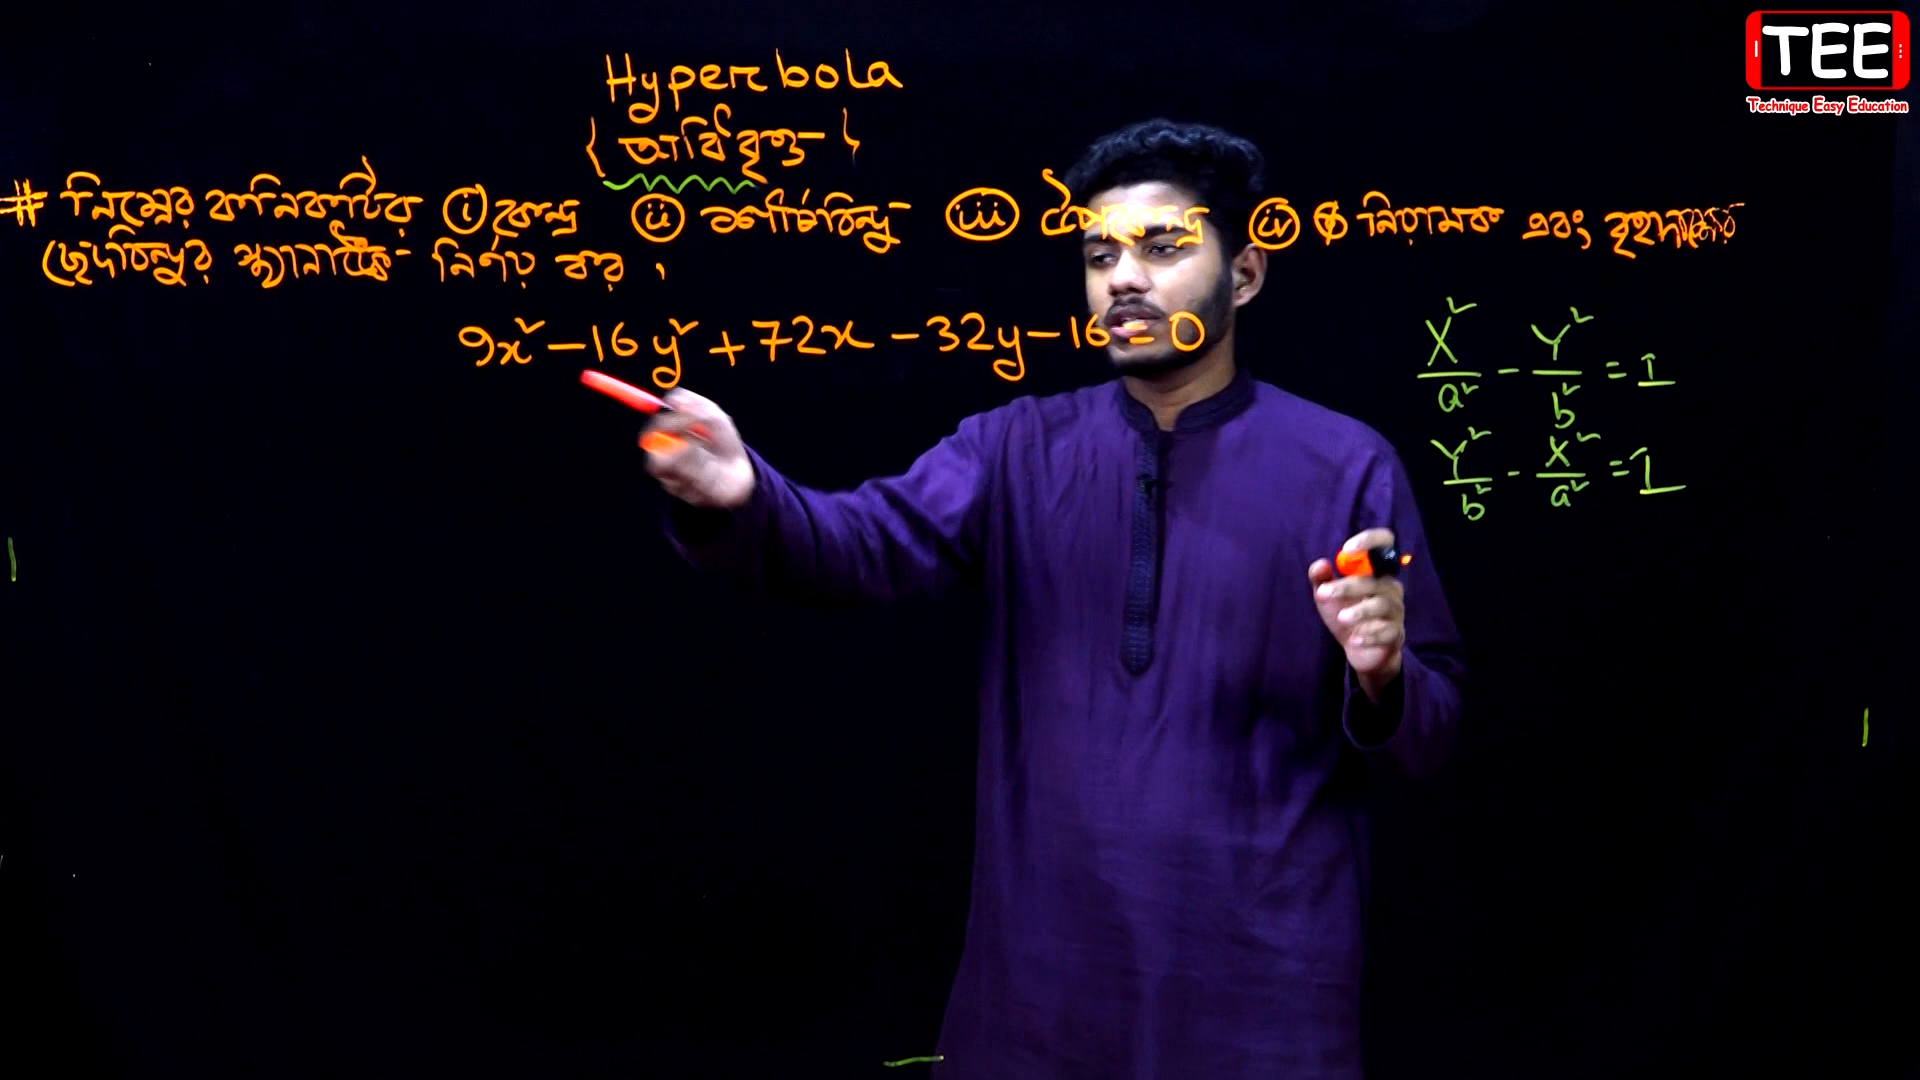 Hyperbola
{ অধিবৃত্ত }
# নিম্নের কনিকটির (i) কেন্দ্র (ii) শীর্ষবিন্দু (iii) উপকেন্দ্র (iv) নিয়ামক এবং বৃহদাক্ষের
ছেদবিন্দুর স্থানাঙ্ক নির্ণয় কর ।
9x² - 16y² + 72x - 32y - 16 = 0
X²/a² - Y²/b² = 1
Y²/b² - X²/a² = 1
TEE
Technique Easy Education